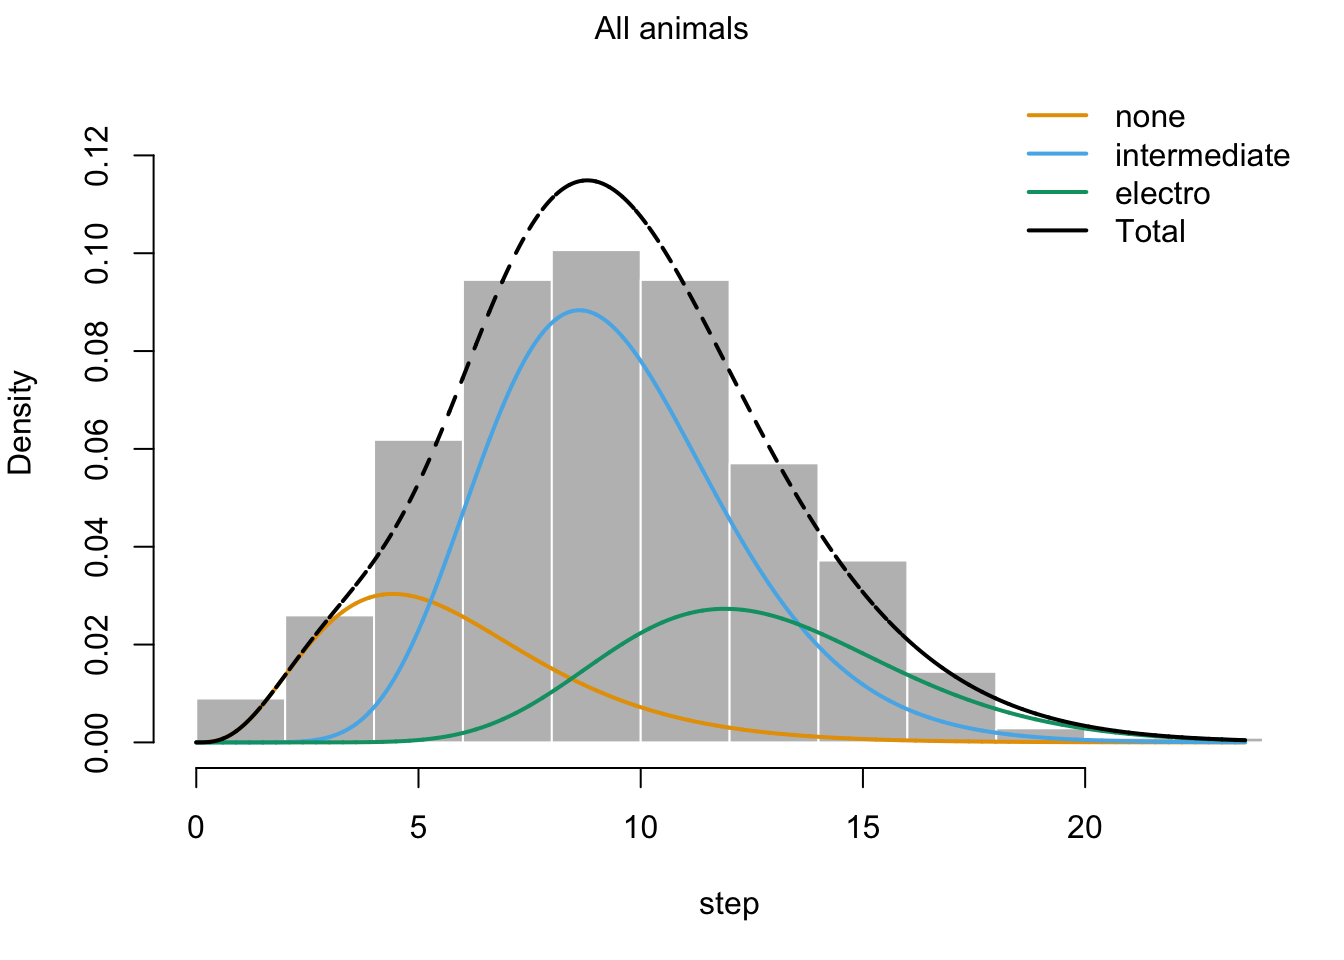 All animals
none
intermediate
electro
Total
Density
0.12
0.10
0.08
0.06
0.04
0.02
0.00
0 5 10 15 20
step